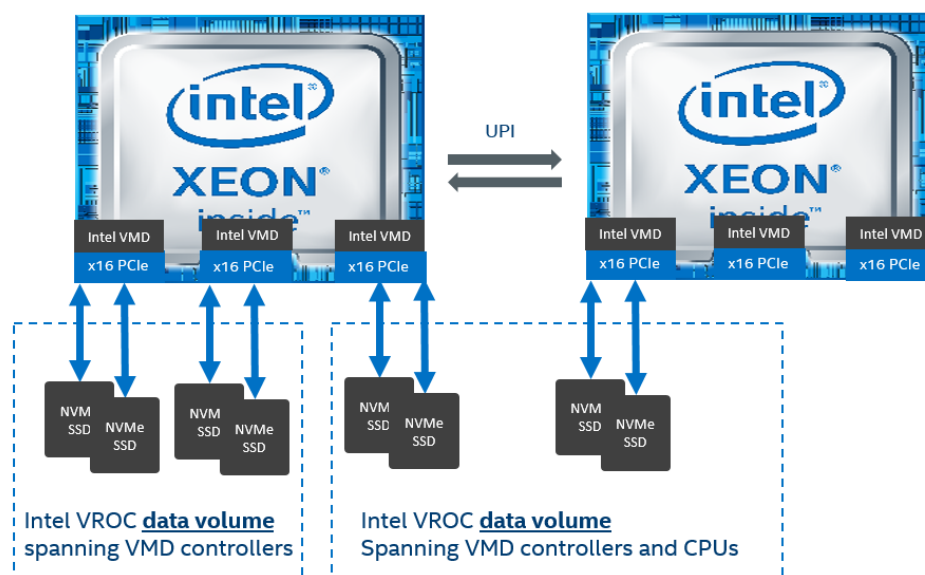 intel®
XEON®
inside™
UPI
intel®
XEON®
inside™
Intel VMD
x16 PCIe
Intel VMD
x16 PCIe
Intel VMD
x16 PCIe
Intel VMD
x16 PCIe
Intel VMD
x16 PCIe
Intel VMD
x16 PCIe
NVM
SSD
NVMe
SSD
NVM
SSD
NVMe
SSD
NVM
SSD
NVMe
SSD
NVM
SSD
NVMe
SSD
Intel VROC data volume
spanning VMD controllers
Intel VROC data volume
Spanning VMD controllers and CPUs